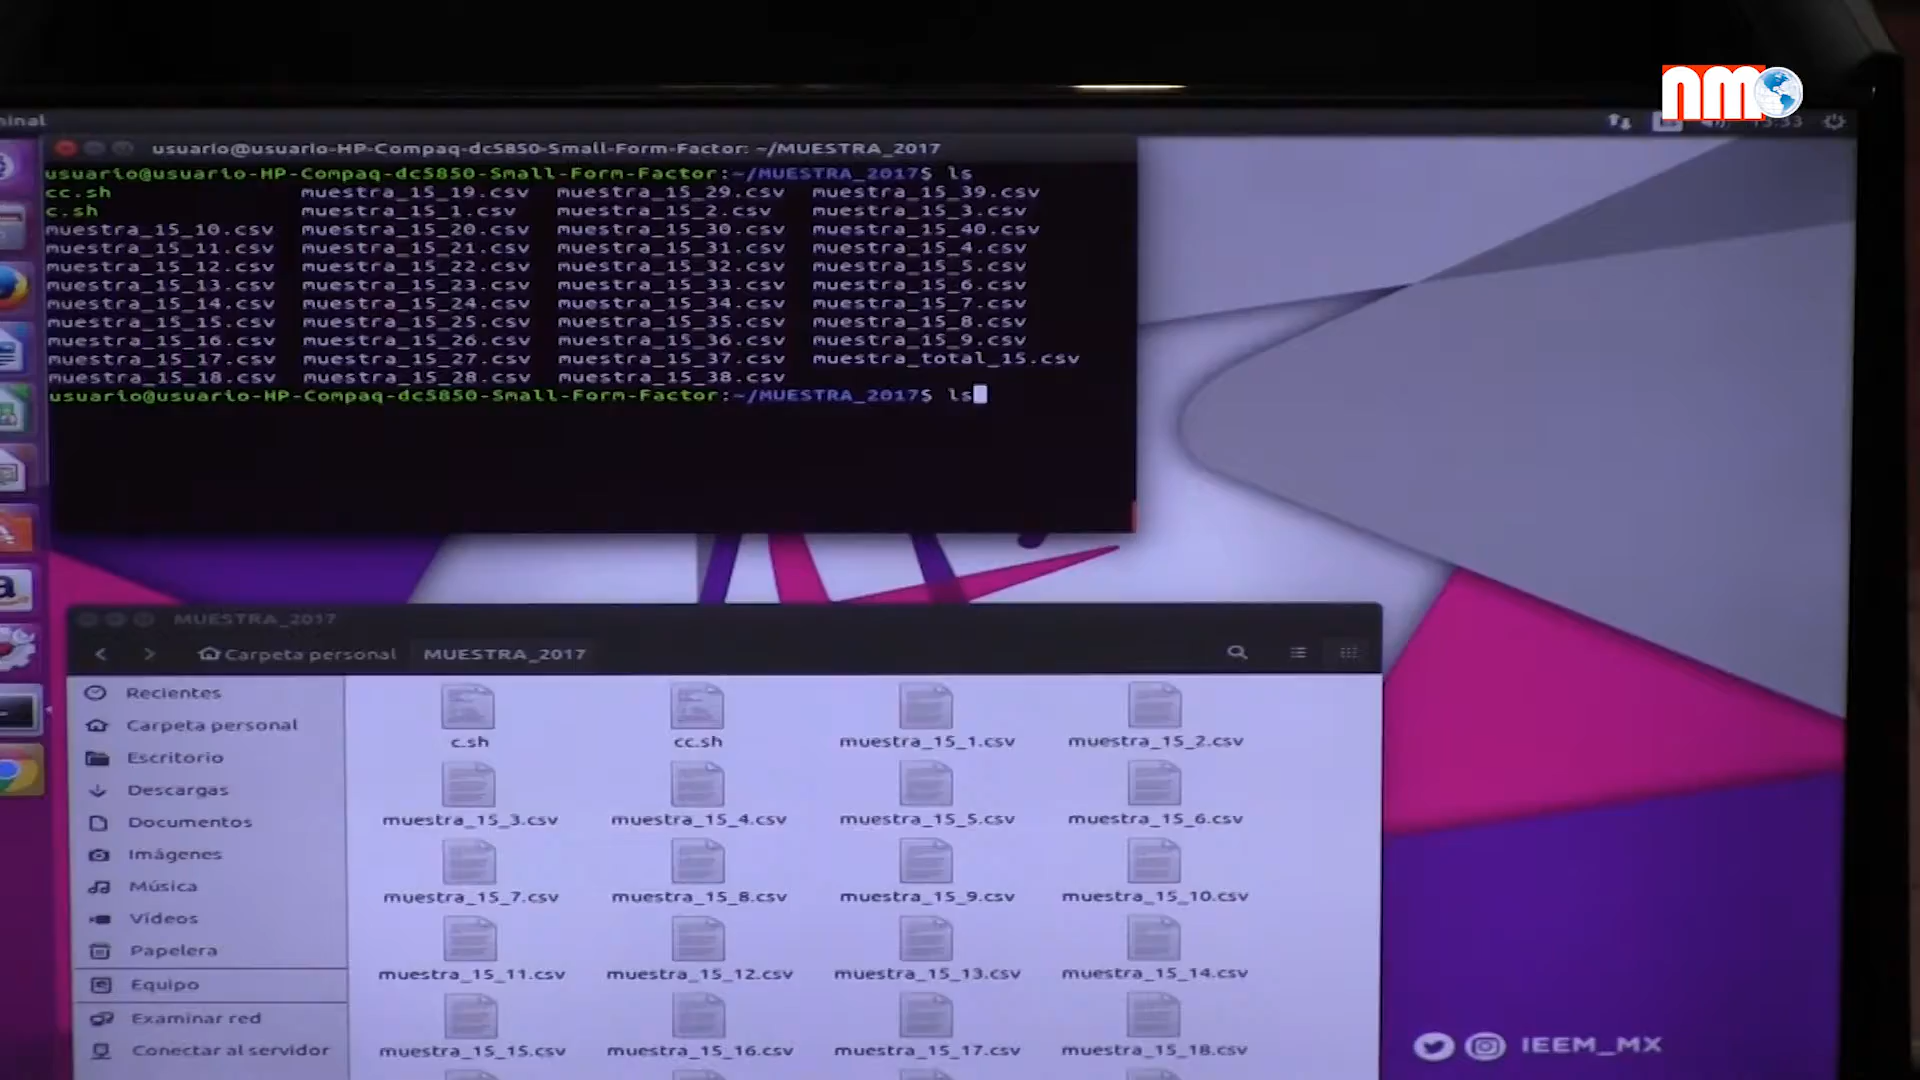 nm
minal
usuario@usuario-HP-Compaq-dc5850-Small-Form-Factor: ~/MUESTRA_2017
usuario@usuario-HP-Compaq-dc5850-Small-Form-Factor:~/MUESTRA_2017$ ls
cc.sh muestra_15_19.csv muestra_15_29.csv muestra_15_39.csv
c.sh muestra_15_1.csv muestra_15_2.csv muestra_15_3.csv
muestra_15_10.csv muestra_15_20.csv muestra_15_30.csv muestra_15_40.csv
muestra_15_11.csv muestra_15_21.csv muestra_15_31.csv muestra_15_4.csv
muestra_15_12.csv muestra_15_22.csv muestra_15_32.csv muestra_15_5.csv
muestra_15_13.csv muestra_15_23.csv muestra_15_33.csv muestra_15_6.csv
muestra_15_14.csv muestra_15_24.csv muestra_15_34.csv muestra_15_7.csv
muestra_15_15.csv muestra_15_25.csv muestra_15_35.csv muestra_15_8.csv
muestra_15_16.csv muestra_15_26.csv muestra_15_36.csv muestra_15_9.csv
muestra_15_17.csv muestra_15_27.csv muestra_15_37.csv muestra_total_15.csv
muestra_15_18.csv muestra_15_28.csv muestra_15_38.csv
usuario@usuario-HP-Compaq-dc5850-Small-Form-Factor:~/MUESTRA_2017$ ls
MUESTRA_2017
Carpeta personal MUESTRA_2017
Recientes
Carpeta personal
Escritorio
Descargas
Documentos
Imágenes
Música
Vídeos
Papelera
Equipo
Examinar red
Conectar al servidor
c.sh cc.sh muestra_15_1.csv muestra_15_2.csv
muestra_15_3.csv muestra_15_4.csv muestra_15_5.csv muestra_15_6.csv
muestra_15_7.csv muestra_15_8.csv muestra_15_9.csv muestra_15_10.csv
muestra_15_11.csv muestra_15_12.csv muestra_15_13.csv muestra_15_14.csv
muestra_15_15.csv muestra_15_16.csv muestra_15_17.csv muestra_15_18.csv
IEEM_MX